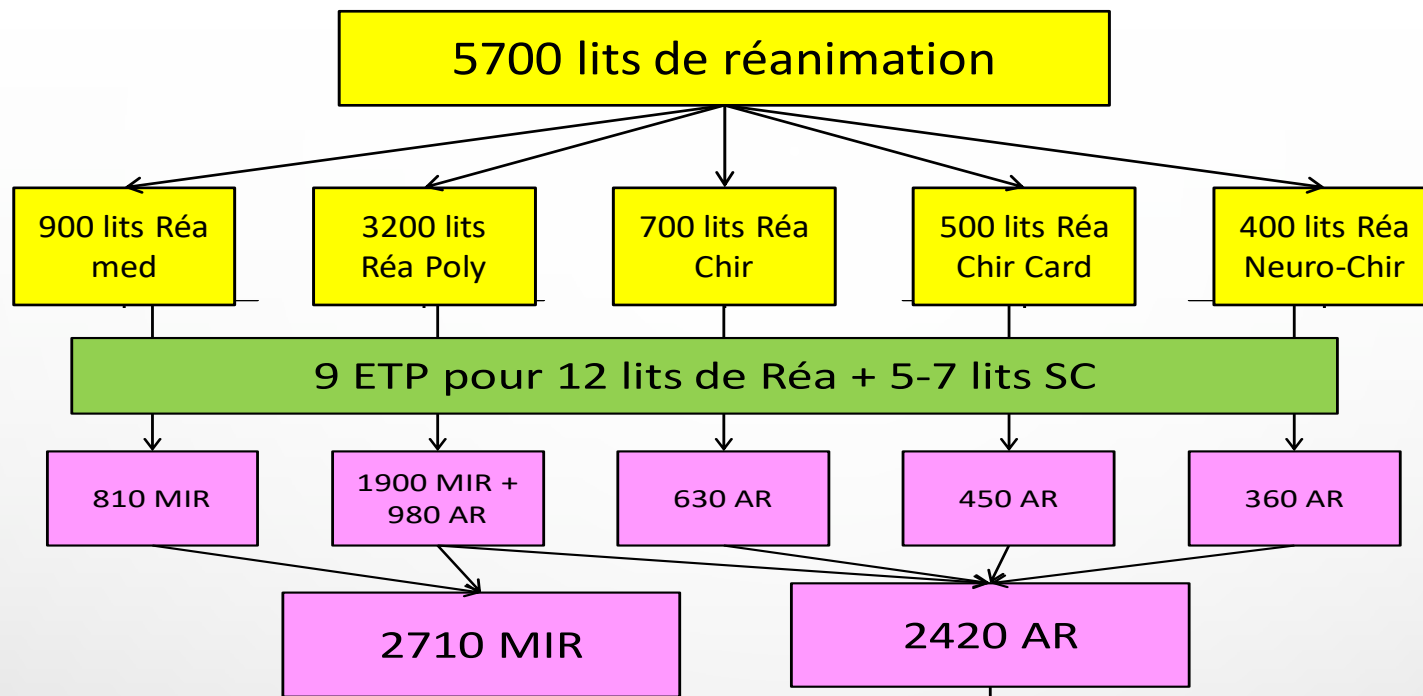 5700 lits de réanimation
900 lits Réa
med
3200 lits
Réa Poly
700 lits Réa
Chir
500 lits Réa
Chir Card
400 lits Réa
Neuro-Chir
9 ETP pour 12 lits de Réa + 5-7 lits SC
810 MIR
1900 MIR +
980 AR
630 AR
450 AR
360 AR
2710 MIR
2420 AR